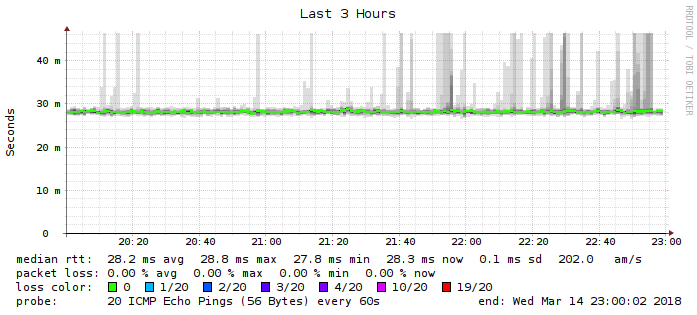 Last 3 Hours
RRDTOOL / TOBI OETIKER
Seconds
40 m
30 m
20 m
10 m
0
20:20 20:40 21:00 21:20 21:40 22:00 22:20 22:40 23:00
median rtt: 28.2 ms avg 28.8 ms max 27.8 ms min 28.3 ms now 0.1 ms sd 202.0 am/s
packet loss: 0.00 % avg 0.00 % max 0.00 % min 0.00 % now
loss color: 0 1/20 2/20 3/20 4/20 10/20 19/20
probe: 20 ICMP Echo Pings (56 Bytes) every 60s end: Wed Mar 14 23:00:02 2018